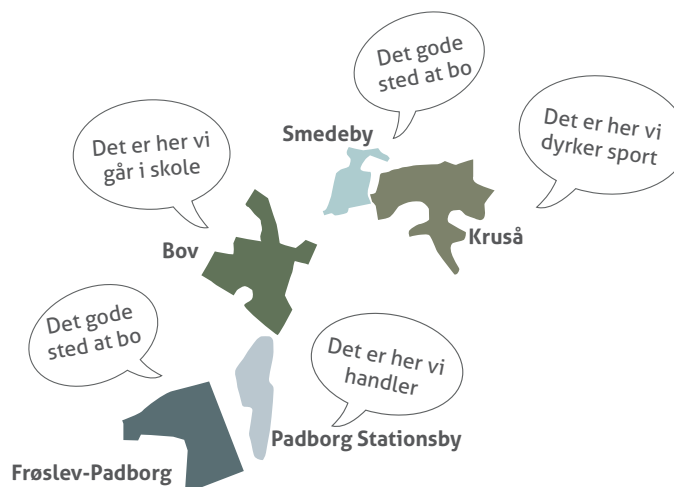 Det gode
sted at bo
Smedeby
Det er her vi
dyrker sport
Det er her vi
går i skole
Kruså
Bov
Det gode
sted at bo
Det er her vi
handler
Padborg Stationsby
Frøslev-Padborg